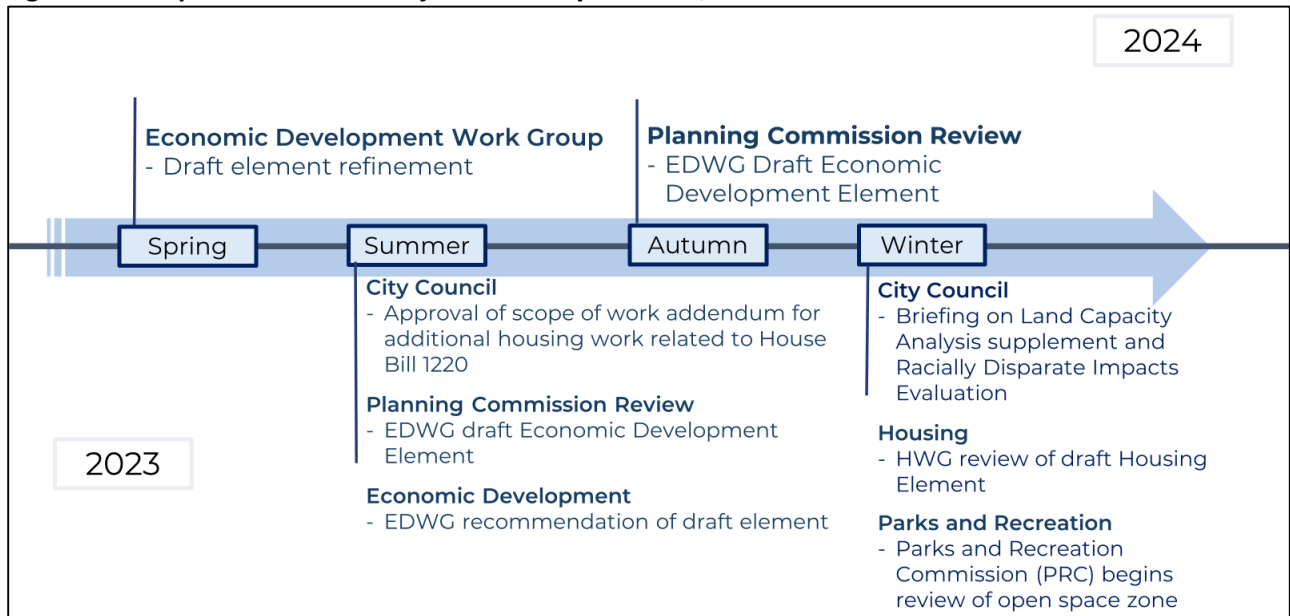 2024
Economic Development Work Group
- Draft element refinement
Planning Commission Review
- EDWG Draft Economic
Development Element
Spring
Summer
Autumn
Winter
City Council
- Approval of scope of work addendum for
additional housing work related to House
Bill 1220
Planning Commission Review
- EDWG draft Economic Development
Element
Economic Development
- EDWG recommendation of draft element
City Council
- Briefing on Land Capacity
Analysis supplement and
Racially Disparate Impacts
Evaluation
Housing
- HWG review of draft Housing
Element
Parks and Recreation
- Parks and Recreation
Commission (PRC) begins
review of open space zone
2023